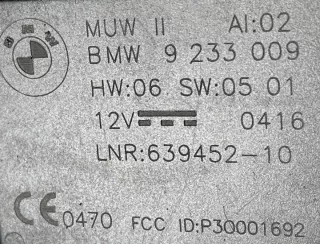 MUW II AI:02
BMW BMW 9 233 009
HW:06 SW:05 01
12V⎓ 0416
LNR:639452-10
CE 0470 FCC ID:P30001692